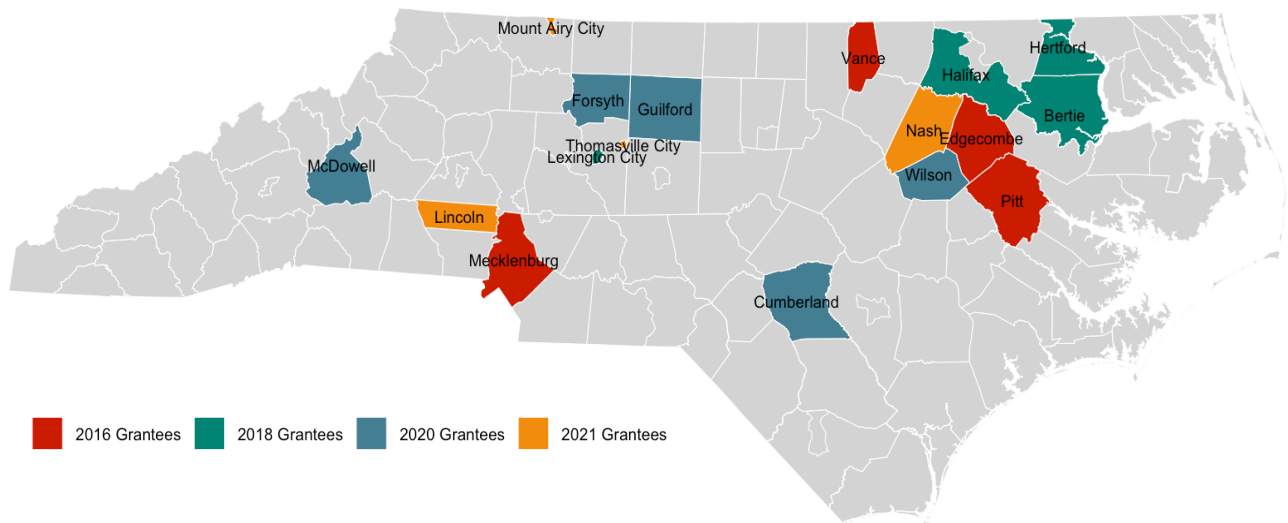 Mount Airy City
Hertford
Vance
Halifax
Forsyth
Guilford
Bertie
Nash
Edgecombe
Thomasville City
Lexington City
McDowell
Wilson
Pitt
Lincoln
Mecklenburg
Cumberland
2016 Grantees
2018 Grantees
2020 Grantees
2021 Grantees